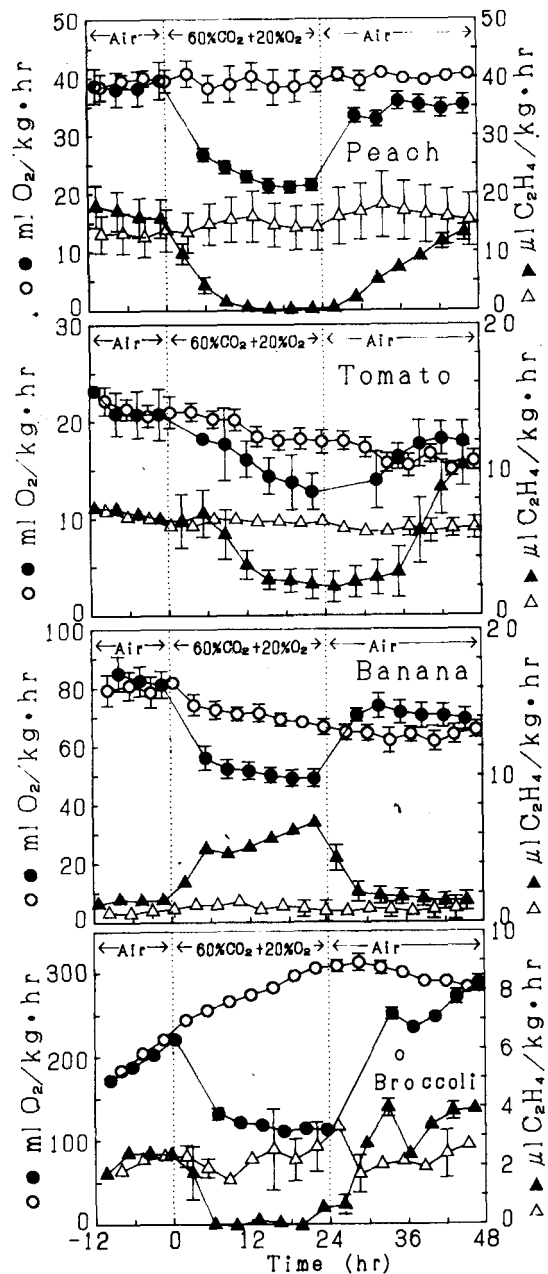 50 50
←Air→ ←60%CO₂+20%O₂→ ←Air→
40 40
30 30
Peach
20 20
10 10
0 0
○● ml O₂/kg·hr
△▲ μl C₂H₄/kg·hr
30 20
←Air→ ←60%CO₂+20%O₂→ ←Air→
Tomato
20
10 10
0 0
○● ml O₂/kg·hr
△▲ μl C₂H₄/kg·hr
100 20
←Air→ ←60%CO₂+20%O₂→ ←Air→
80
Banana
60
50 10
30
10
0 0
○● ml O₂/kg·hr
△▲ μl C₂H₄/kg·hr
10
←Air→ ←60%CO₂+20%O₂→ ←Air→
300 8
200 6
Broccoli
4
100
2
0 0
○● ml O₂/kg·hr
△▲ μl C₂H₄/kg·hr
-12 0 12 24 36 48
Time (hr)